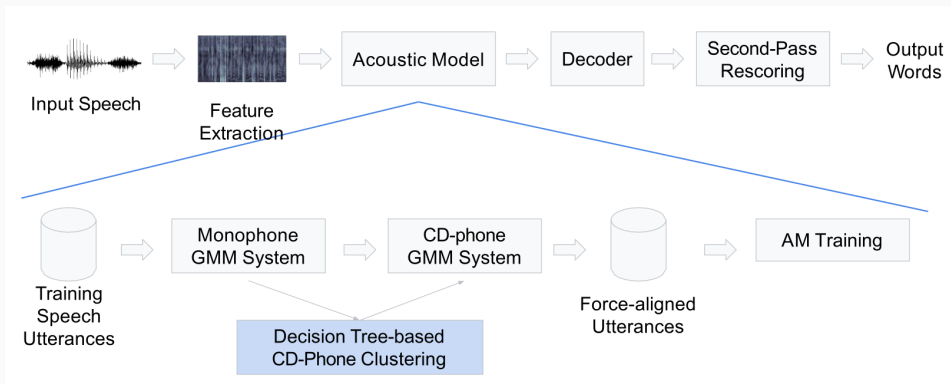 Input Speech
Feature
Extraction
Acoustic Model
Decoder
Second-Pass
Rescoring
Output
Words
Training
Speech
Utterances
Monophone
GMM System
CD-phone
GMM System
Decision Tree-based
CD-Phone Clustering
Force-aligned
Utterances
AM Training